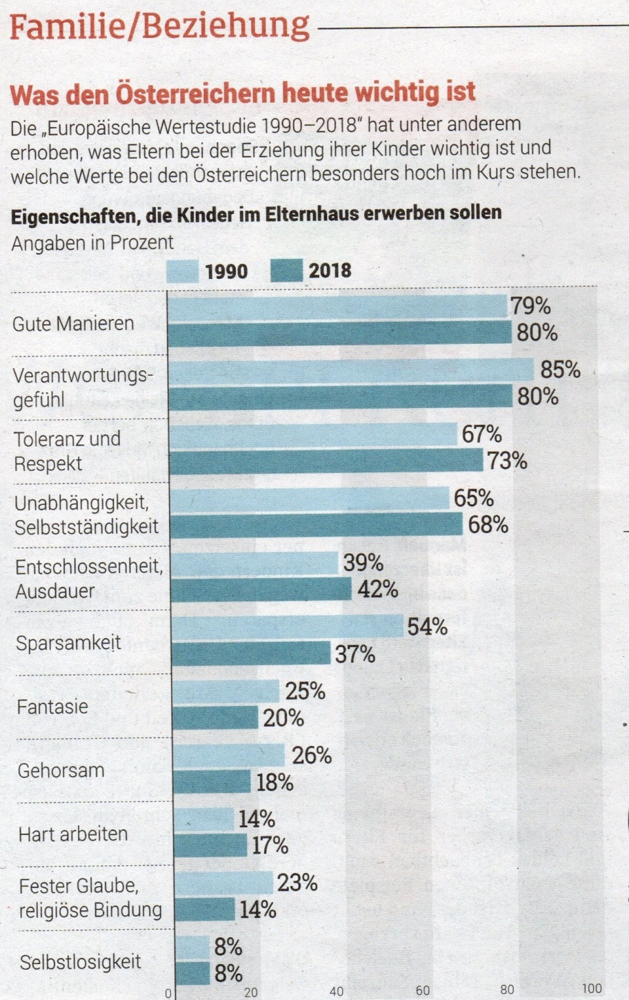 Familie/Beziehung
Was den Österreichern heute wichtig ist
Die „Europäische Wertestudie 1990–2018" hat unter anderem
erhoben, was Eltern bei der Erziehung ihrer Kinder wichtig ist und
welche Werte bei den Österreichern besonders hoch im Kurs stehen.
Eigenschaften, die Kinder im Elternhaus erwerben sollen
Angaben in Prozent
1990 2018
Gute Manieren
79%
80%
Verantwortungs-
gefühl
85%
80%
Toleranz und
Respekt
67%
73%
Unabhängigkeit,
Selbstständigkeit
65%
68%
Entschlossenheit,
Ausdauer
39%
42%
Sparsamkeit
54%
37%
Fantasie
25%
20%
Gehorsam
26%
18%
Hart arbeiten
14%
17%
Fester Glaube,
religiöse Bindung
23%
14%
Selbstlosigkeit
8%
8%
0 20 40 60 80 100